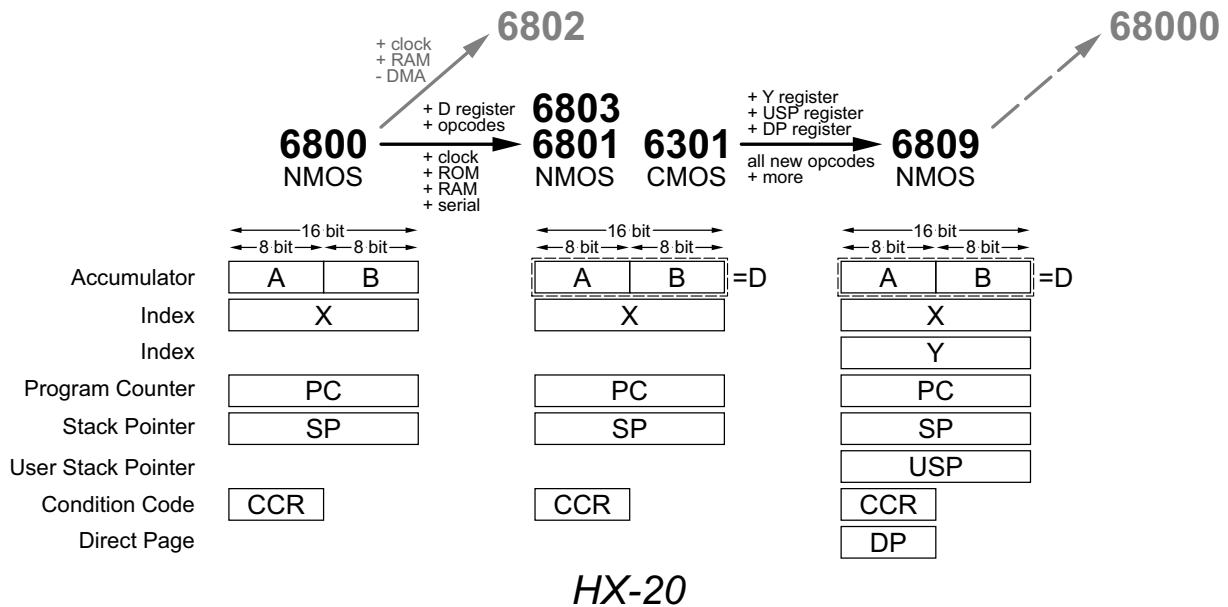 6802
68000
+ clock
+ RAM
- DMA
+ D register
+ opcodes
6803
+ Y register
+ USP register
+ DP register
6800
6801
6301
6809
NMOS
NMOS
CMOS
NMOS
+ clock
+ ROM
+ RAM
+ serial
all new opcodes
+ more
16 bit
16 bit
16 bit
8 bit 8 bit
8 bit 8 bit
8 bit 8 bit
Accumulator A B A B =D A B =D
Index X X X
Index Y
Program Counter PC PC PC
Stack Pointer SP SP SP
User Stack Pointer USP
Condition Code CCR CCR CCR
Direct Page DP
HX-20